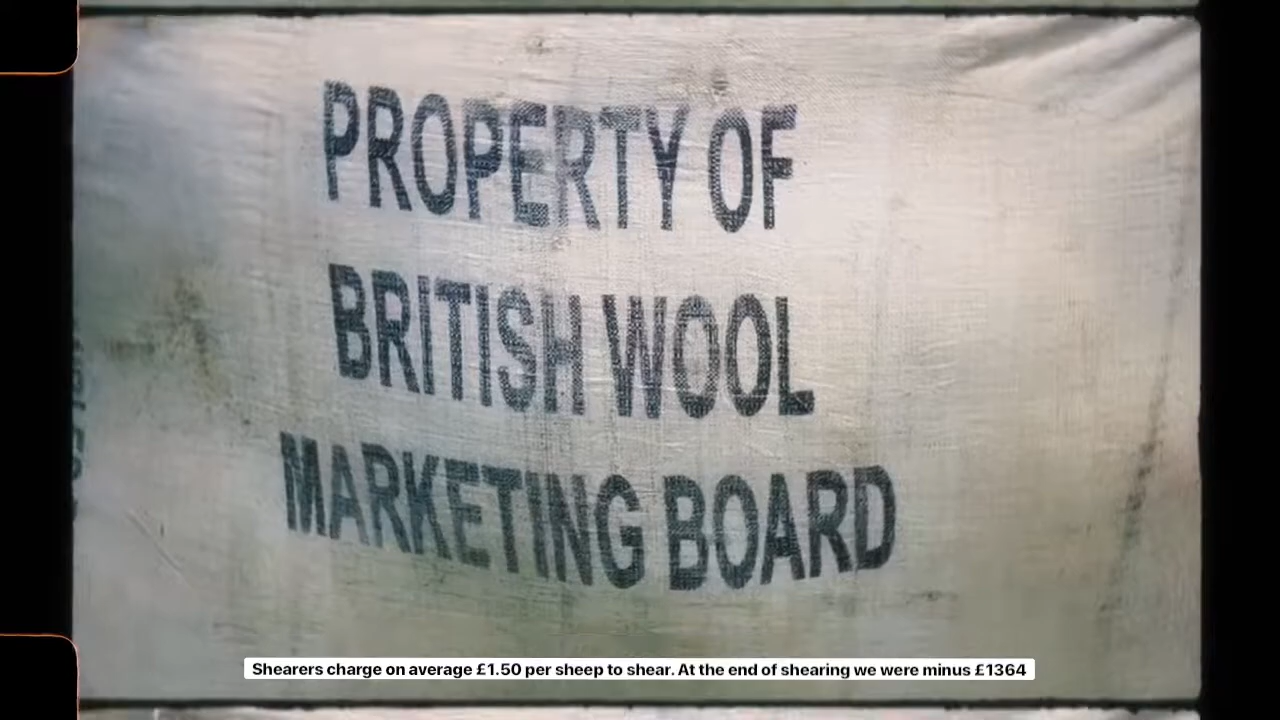 PROPERTY OF
BRITISH WOOL
MARKETING BOARD
Shearers charge on average £1.50 per sheep to shear. At the end of shearing we were minus £1364